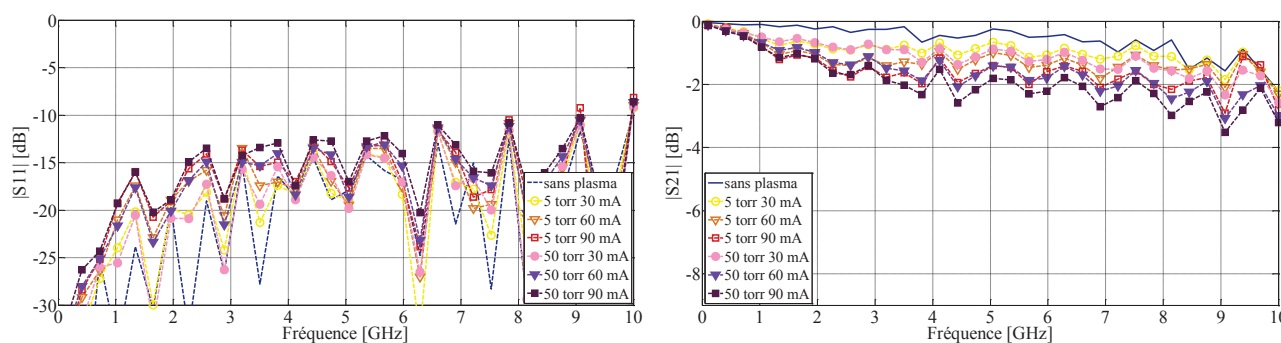 0
-5
-10
-15
-20
-25
-30
|S11| [dB]
0 1 2 3 4 5 6 7 8 9 10
Fréquence [GHz]
sans plasma
5 torr 30 mA
5 torr 60 mA
5 torr 90 mA
50 torr 30 mA
50 torr 60 mA
50 torr 90 mA
0
-2
-4
-6
-8
|S21| [dB]
0 1 2 3 4 5 6 7 8 9 10
Fréquence [GHz]
sans plasma
5 torr 30 mA
5 torr 60 mA
5 torr 90 mA
50 torr 30 mA
50 torr 60 mA
50 torr 90 mA